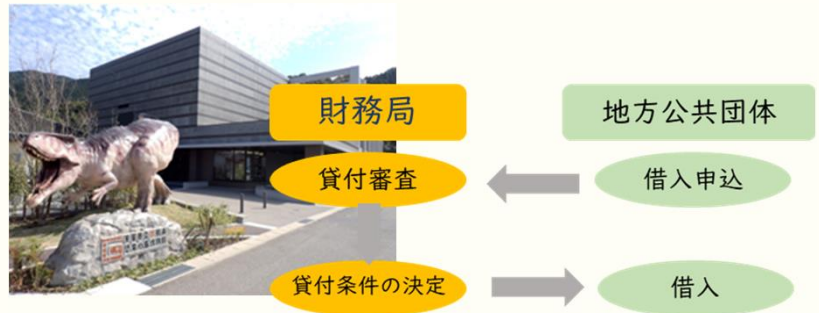 財務局
地方公共団体
貸付審査
借入申込
貸付条件の決定
借入